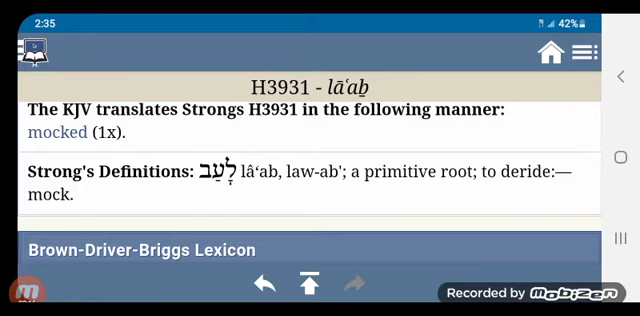 2:35
42%
H3931 - lāʿaḇ
The KJV translates Strongs H3931 in the following manner:
mocked (1x).
Strong's Definitions: לָעַב lâʻab, law-ab'; a primitive root; to deride:—
mock.
Brown-Driver-Briggs Lexicon
Recorded by mobizen